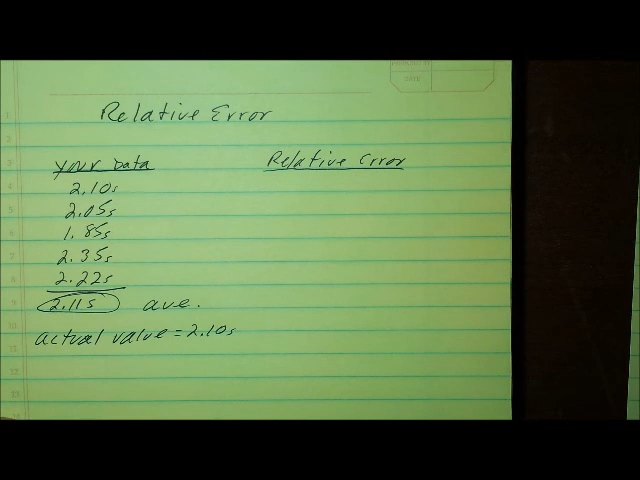 DATE
Relative Error
your Data
Relative Error
2.10s
2.05s
1.85s
2.35s
2.22s
2.11s ave.
actual value = 2.10s